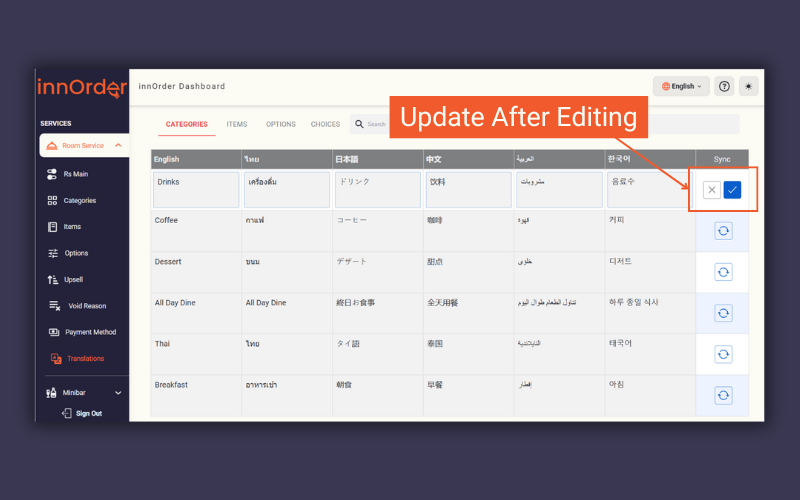 innOrder
innOrder Dashboard
English
SERVICES
Room Service
Rs Main
Categories
Items
Options
Upsell
Void Reason
Payment Method
Translations
Minibar
Sign Out
CATEGORIES ITEMS OPTIONS CHOICES Search
Update After Editing
English ไทย 日本語 中文 العربية 한국어 Sync
Drinks เครื่องดื่ม ドリンク 饮料 مشروبات 음료수
Coffee กาแฟ コーヒー 咖啡 قهوة 커피
Dessert ขนม デザート 甜点 حلوى 디저트
All Day Dine All Day Dine 終日お食事 全天用餐 تناول الطعام طوال اليوم 하루 종일 식사
Thai ไทย タイ語 泰国 التايلاندية 태국어
Breakfast อาหารเช้า 朝食 早餐 إفطار 아침